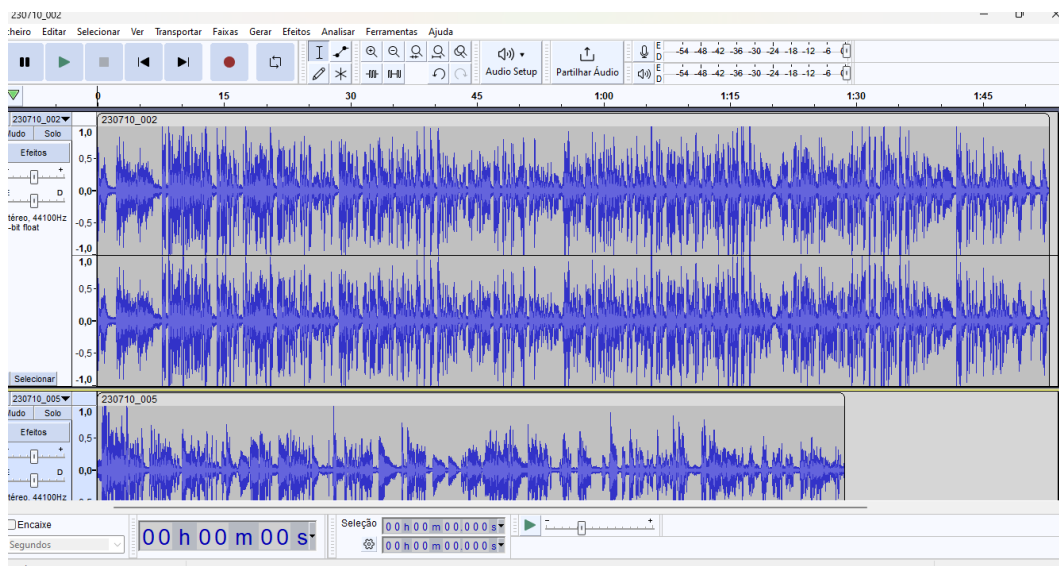 230710_002
cheiro Editar Selecionar Ver Transportar Faixas Gerar Efeitos Analisar Ferramentas Ajuda
Audio Setup Partilhar Áudio
E D -54 -48 -42 -36 -30 -24 -18 -12 -6 0
E D -54 -48 -42 -36 -30 -24 -18 -12 -6 0
0 15 30 45 1:00 1:15 1:30 1:45
230710_002 230710_002
Mudo Solo
Efeitos
- +
E D
téreo, 44100Hz
-bit float
1,0
0,5-
0,0-
-0,5-
-1,0
1,0
0,5-
0,0-
-0,5-
-1,0
Selecionar
230710_005 230710_005
Mudo Solo
Efeitos
- +
E D
téreo, 44100Hz
1,0
0,5-
0,0-
Encaixe
Segundos
00 h 00 m 00 s
Seleção
00 h 00 m 00,000 s
00 h 00 m 00,000 s
- +